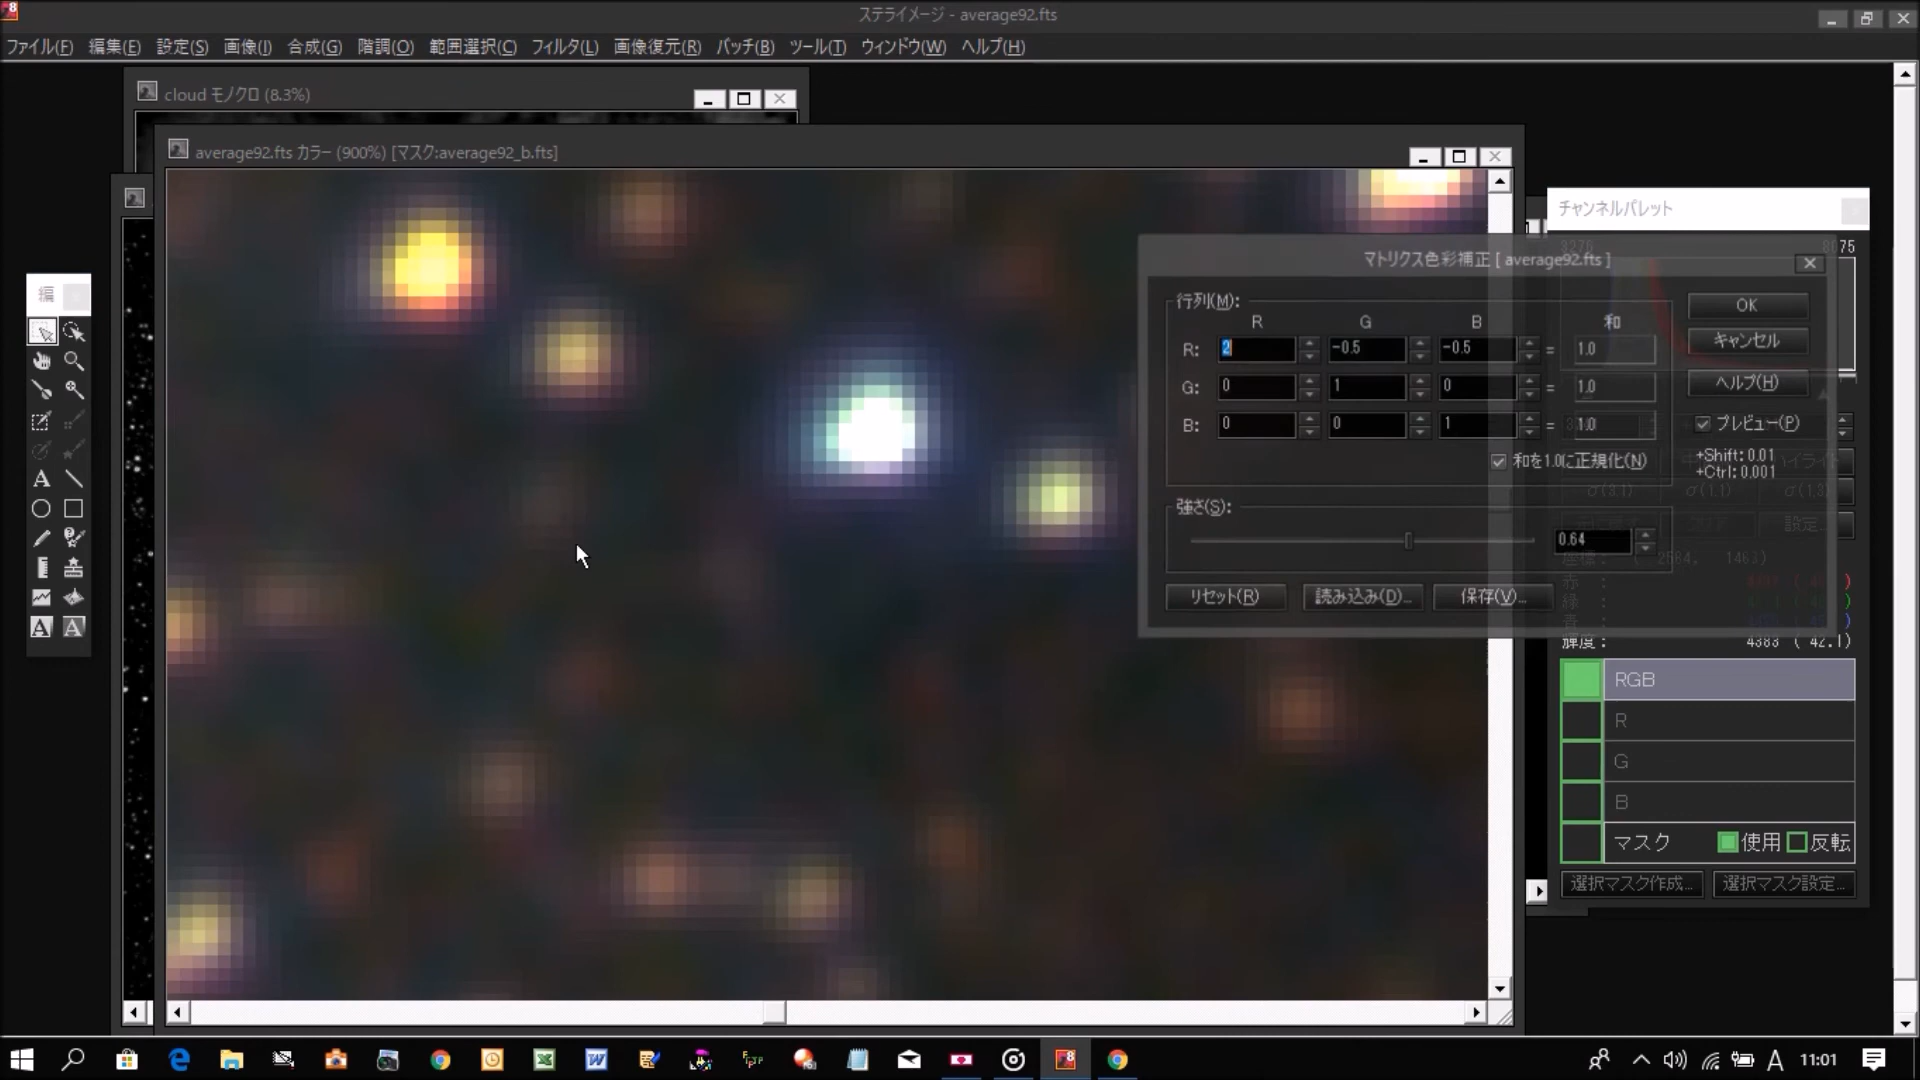 ステライメージ - average92.fts
ファイル(F) 編集(E) 設定(S) 画像(I) 合成(G) 階調(O) 範囲選択(C) フィルタ(L) 画像復元(R) バッチ(B) ツール(T) ウィンドウ(W) ヘルプ(H)
cloud モノクロ (8.3%)
average92.fts カラー (900%) [マスク:average92_b.fts]
チャンネルパレット
編
マトリクス色彩補正 [ average92.fts ]
行列(M):
R G B 和
R: 2 -0.5 -0.5 = 1.0
G: 0 1 0 = 1.0
B: 0 0 1 = 1.0
和を1.0に正規化(N)
強さ(S):
0.64
リセット(R) 読み込み(D)... 保存(V)...
OK
キャンセル
ヘルプ(H)
プレビュー(P)
+Shift: 0.01
+Ctrl: 0.001
輝度: 4383 ( 42.1)
RGB
R
G
B
マスク 使用 反転
選択マスク作成... 選択マスク設定...
A 11:01